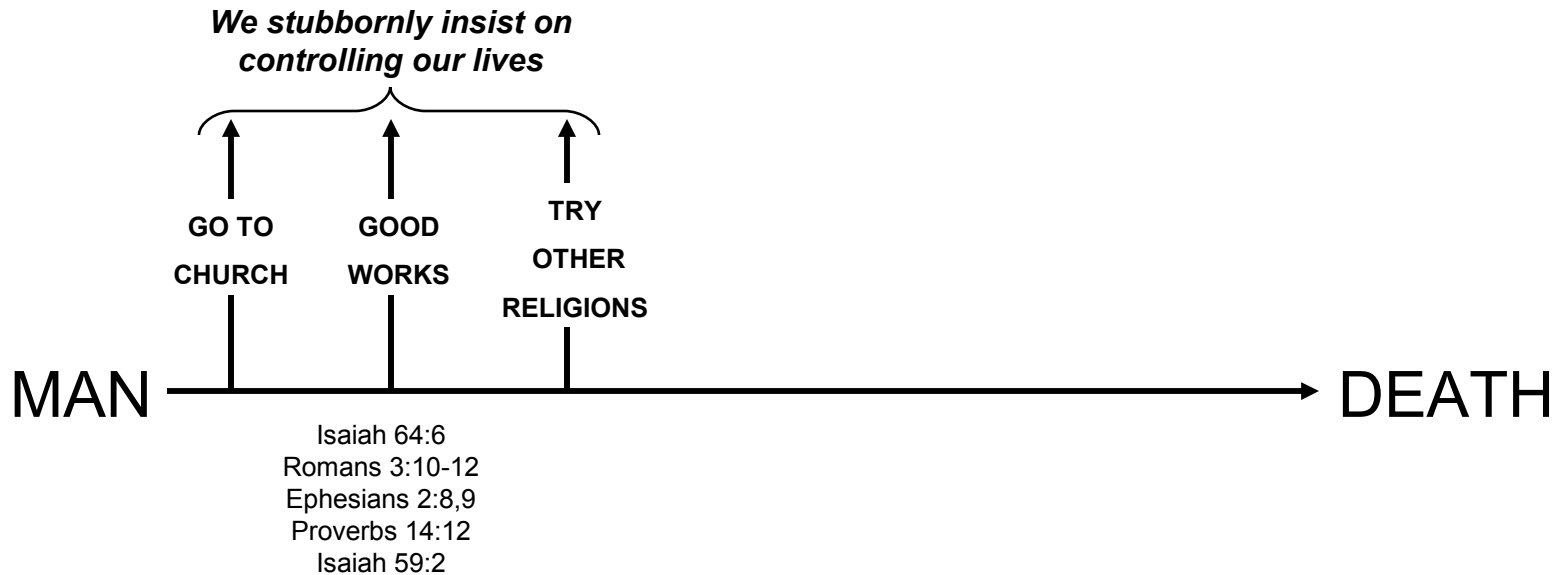 We stubbornly insist on
controlling our lives
GO TO
CHURCH
GOOD
WORKS
TRY
OTHER
RELIGIONS
MAN
DEATH
Isaiah 64:6
Romans 3:10-12
Ephesians 2:8,9
Proverbs 14:12
Isaiah 59:2